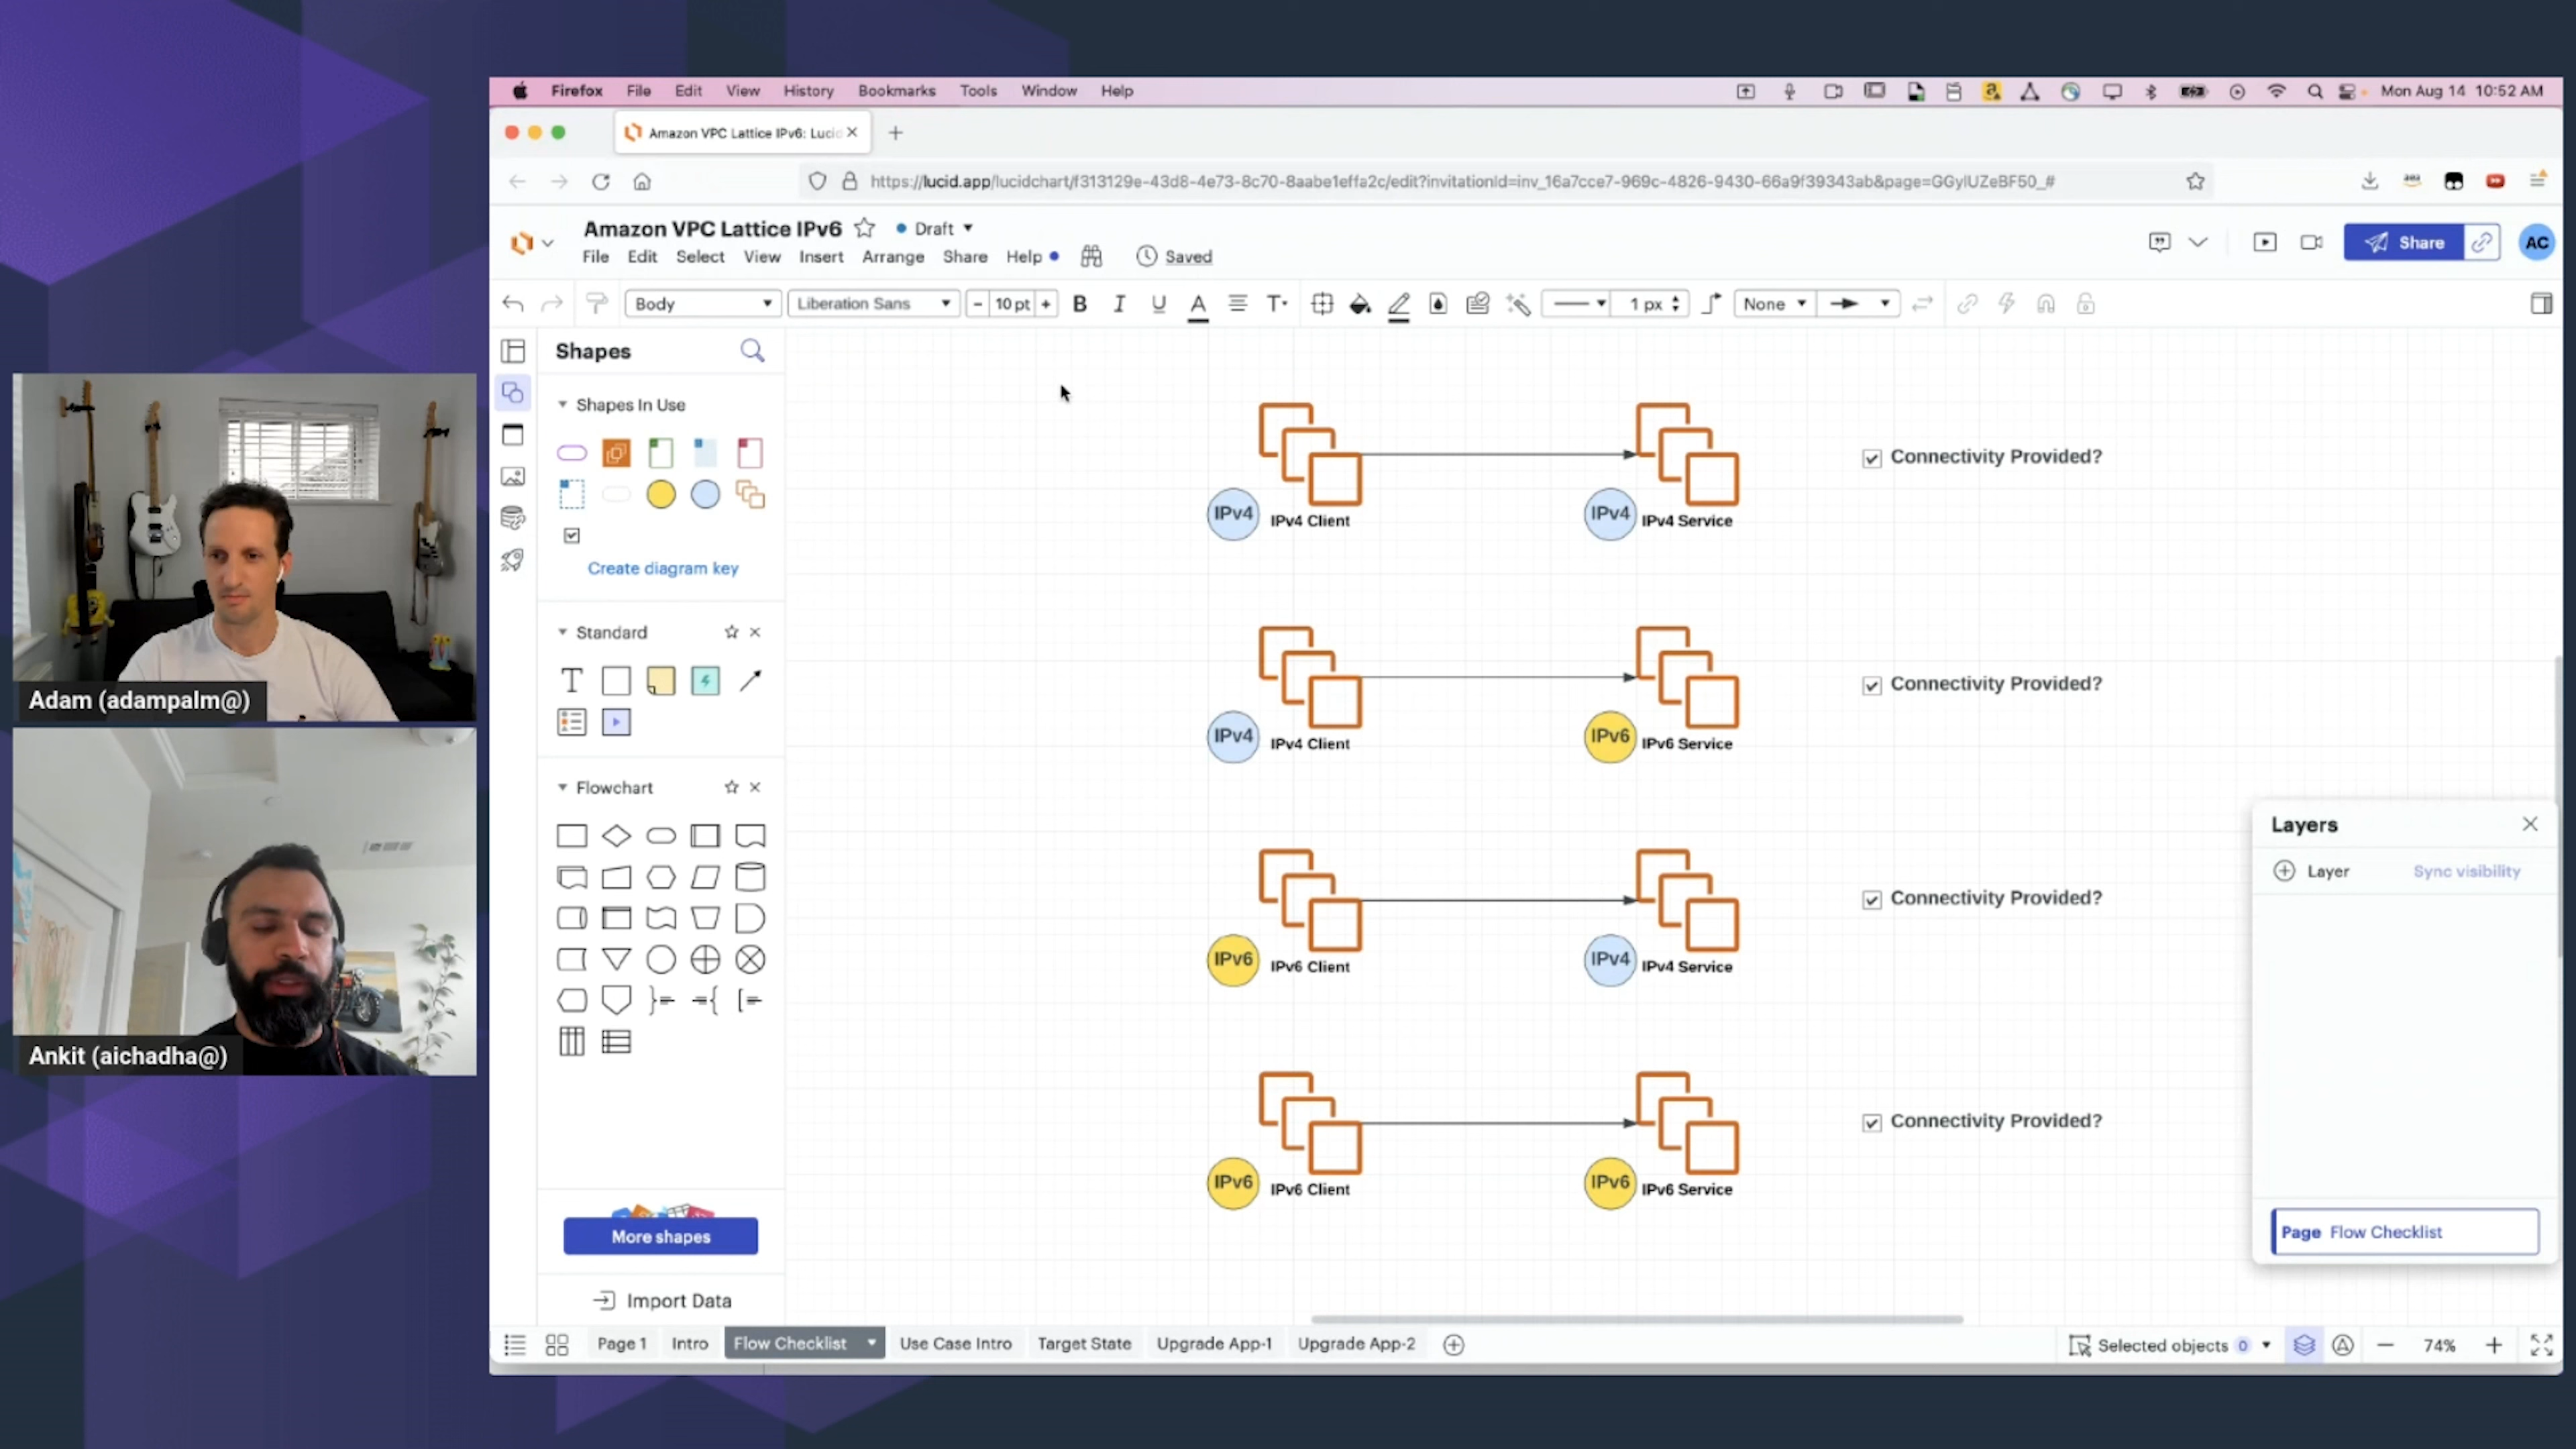 Firefox File Edit View History Bookmarks Tools Window Help
Mon Aug 14 10:52 AM
Amazon VPC Lattice IPv6: Lucid
https://lucid.app/lucidchart/f313129e-43d8-4e73-8c70-8aabe1effa2c/edit?invitationId=inv_16a7cce7-969c-4826-9430-66a9f39343ab&page=GGyIUZeBF50_#
Amazon VPC Lattice IPv6
Draft
File Edit Select View Insert Arrange Share Help
Saved
Share
AC
Body
Liberation Sans
10 pt
B I U A T
1 px
None
Shapes
Shapes In Use
Create diagram key
Standard
T
Flowchart
More shapes
Import Data
IPv4 IPv4 Client
IPv4 IPv4 Service
Connectivity Provided?
IPv4 IPv4 Client
IPv6 IPv6 Service
Connectivity Provided?
IPv6 IPv6 Client
IPv4 IPv4 Service
Connectivity Provided?
IPv6 IPv6 Client
IPv6 IPv6 Service
Connectivity Provided?
Layers
Layer
Sync visibility
Page Flow Checklist
Page 1 Intro Flow Checklist Use Case Intro Target State Upgrade App-1 Upgrade App-2
Selected objects 0
74%
Adam (adampalm@)
Ankit (aichadha@)